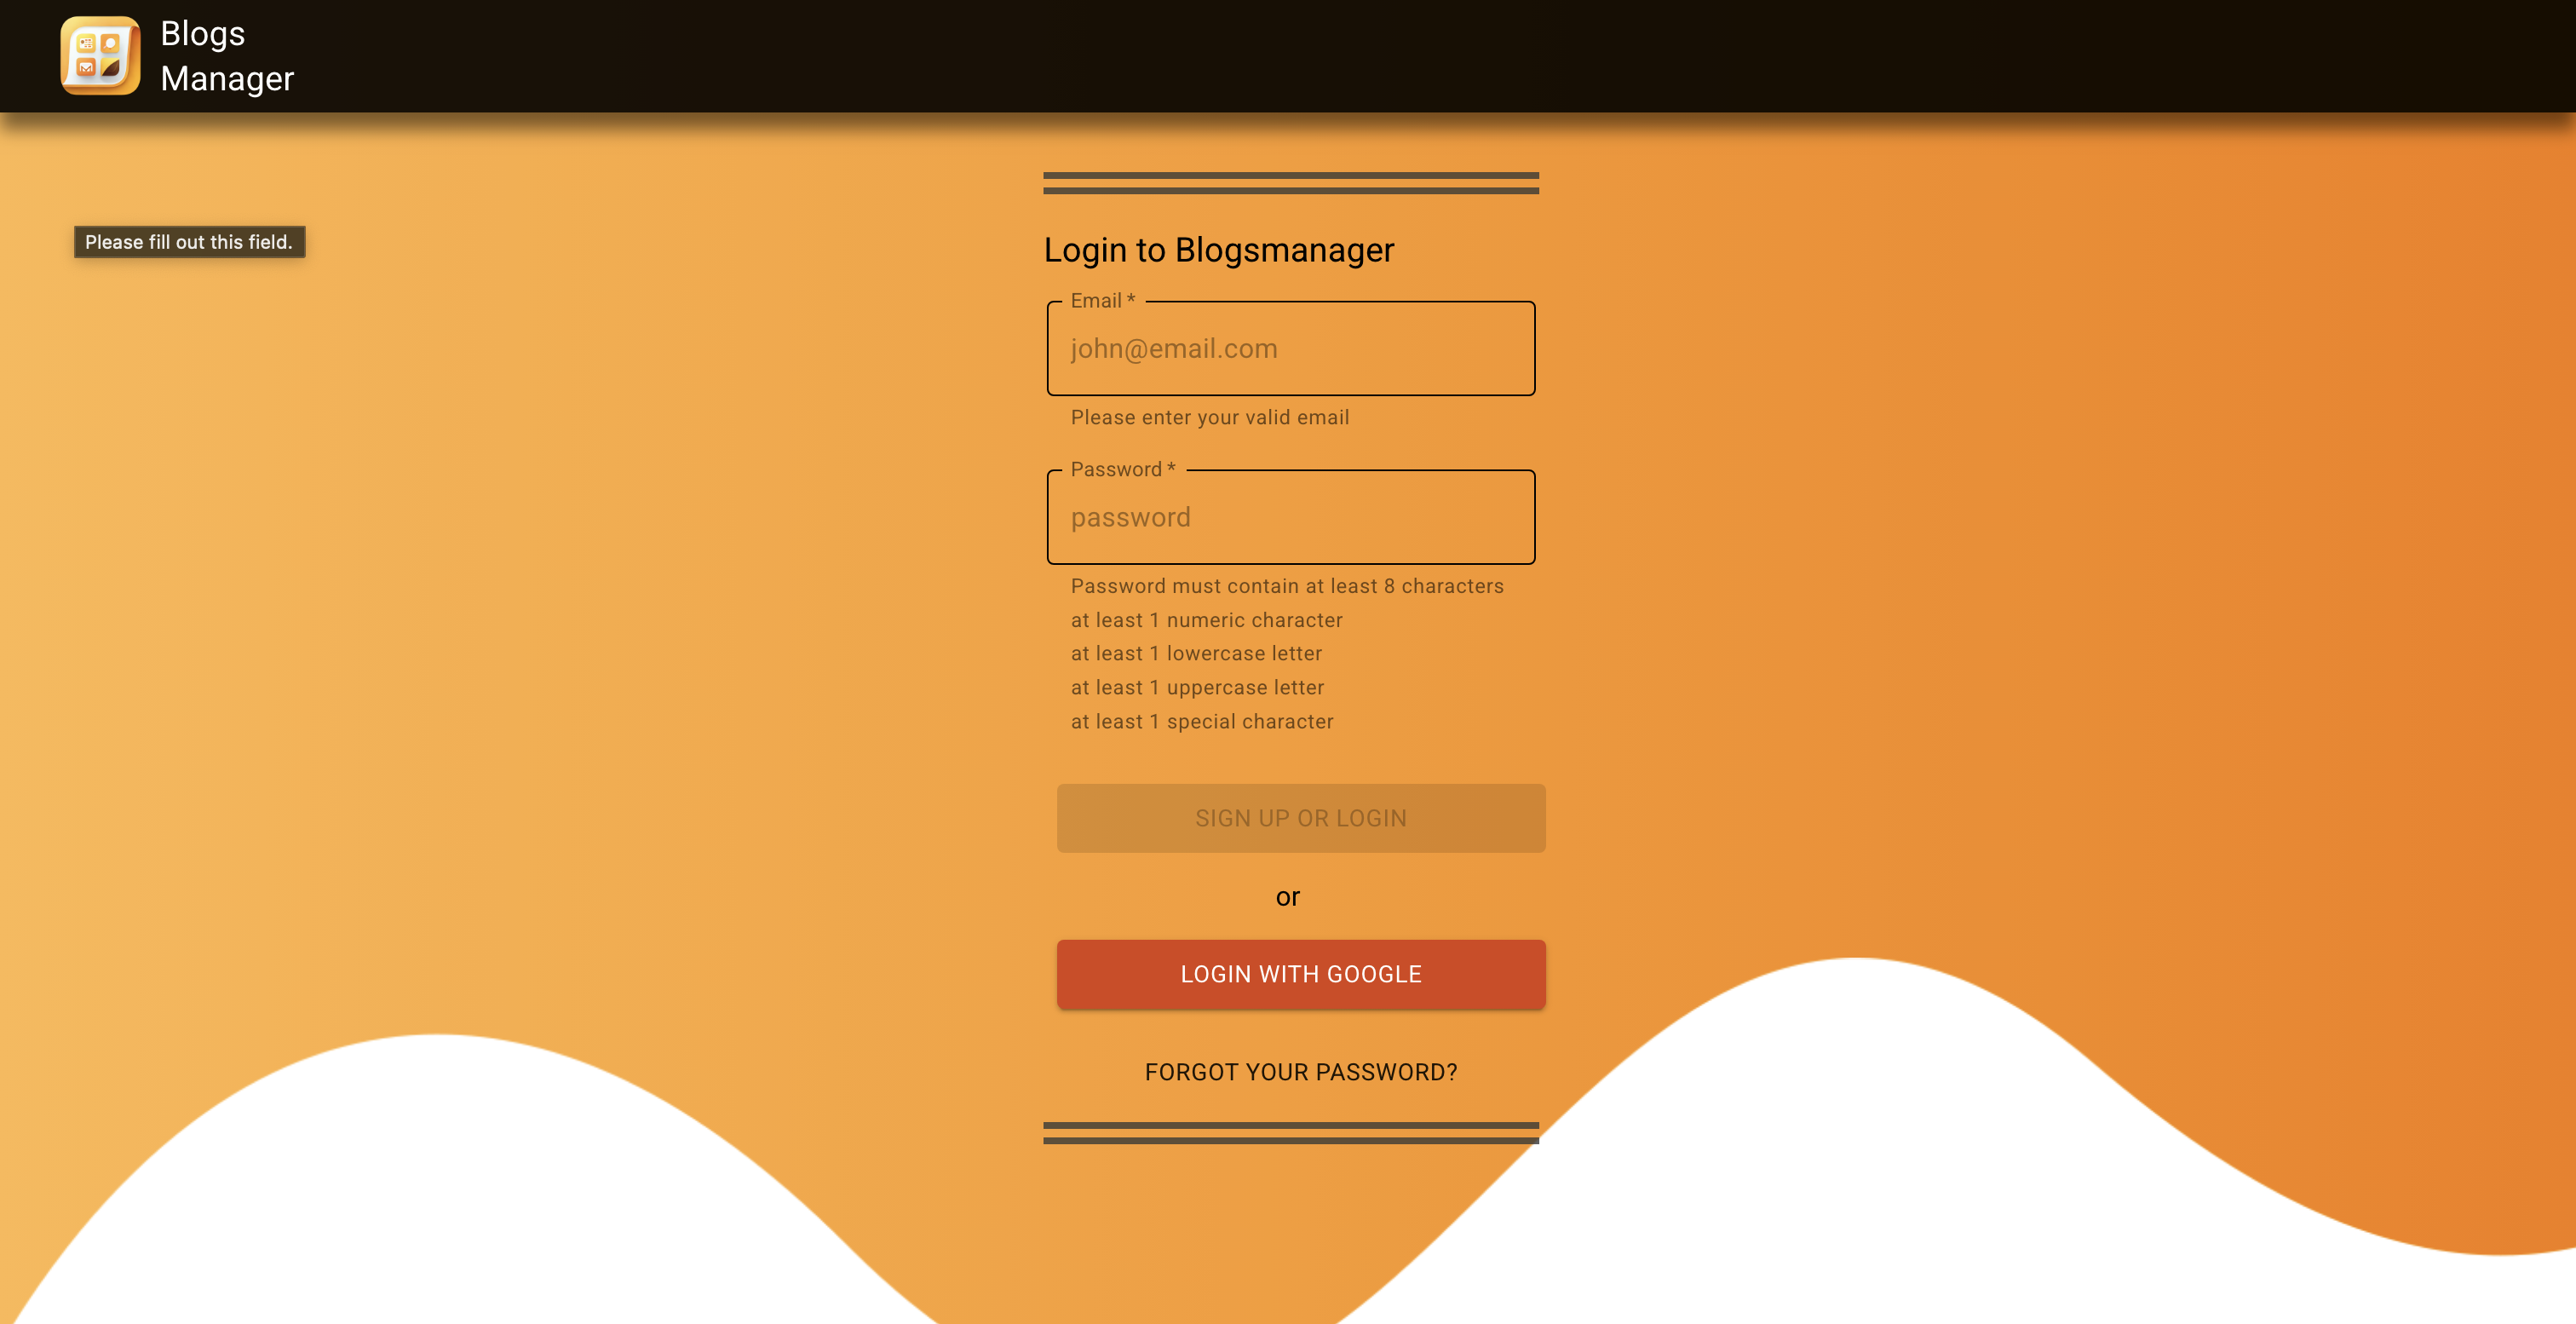 Blogs
Manager
Please fill out this field.
Login to Blogsmanager
Email *
john@email.com
Please enter your valid email
Password *
password
Password must contain at least 8 characters
at least 1 numeric character
at least 1 lowercase letter
at least 1 uppercase letter
at least 1 special character
SIGN UP OR LOGIN
or
LOGIN WITH GOOGLE
FORGOT YOUR PASSWORD?